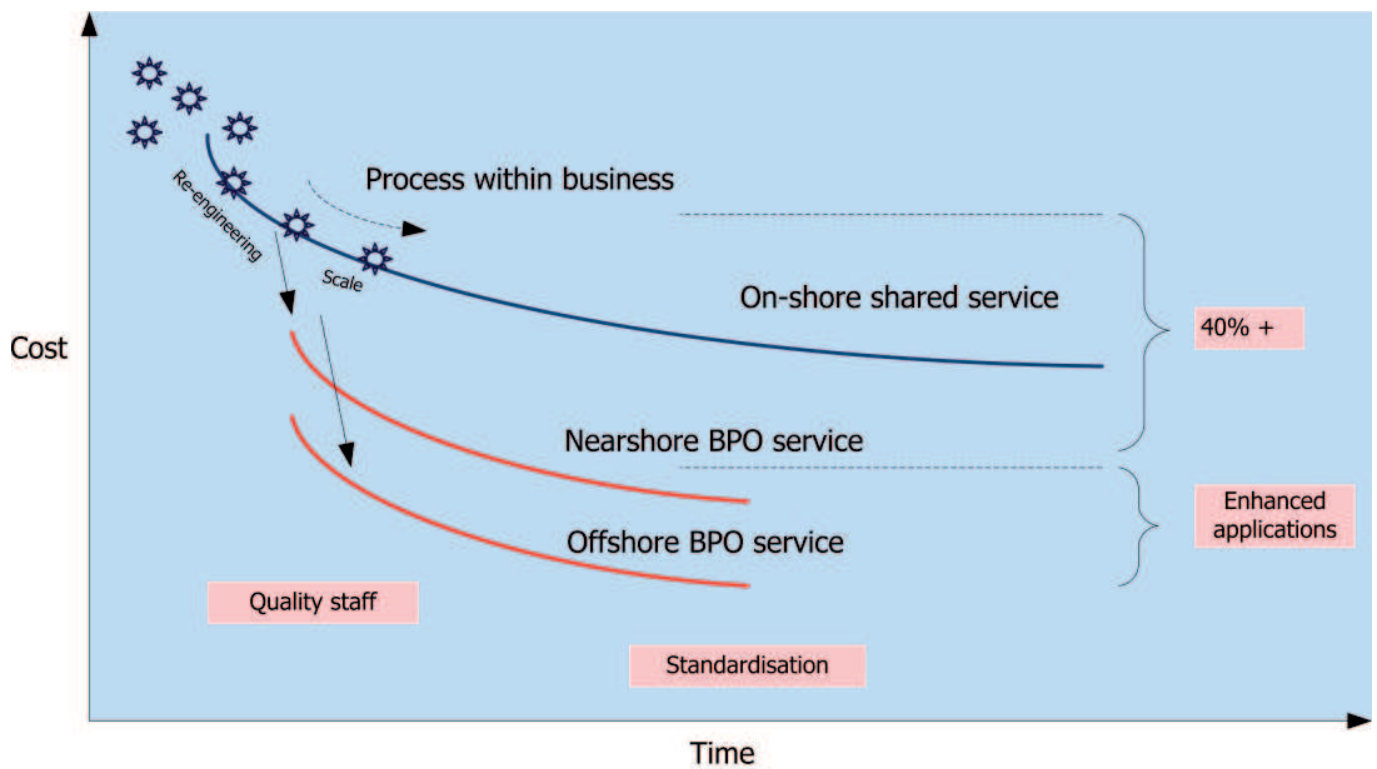 Process within business
Re-engineering
Scale
On-shore shared service
40% +
Cost
Nearshore BPO service
Enhanced
applications
Offshore BPO service
Quality staff
Standardisation
Time